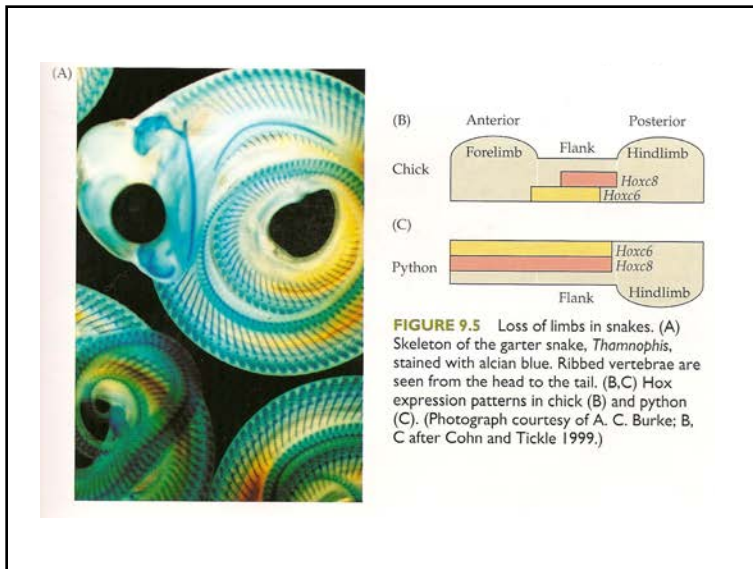 (A)
(B)
Anterior
Posterior
Forelimb
Flank
Hindlimb
Chick
Hoxc8
Hoxc6
(C)
Hoxc6
Python
Hoxc8
Hindlimb
Flank
FIGURE 9.5 Loss of limbs in snakes. (A)
Skeleton of the garter snake, Thamnophis,
stained with alcian blue. Ribbed vertebrae are
seen from the head to the tail. (B,C) Hox
expression patterns in chick (B) and python
(C). (Photograph courtesy of A. C. Burke; B,
C after Cohn and Tickle 1999.)